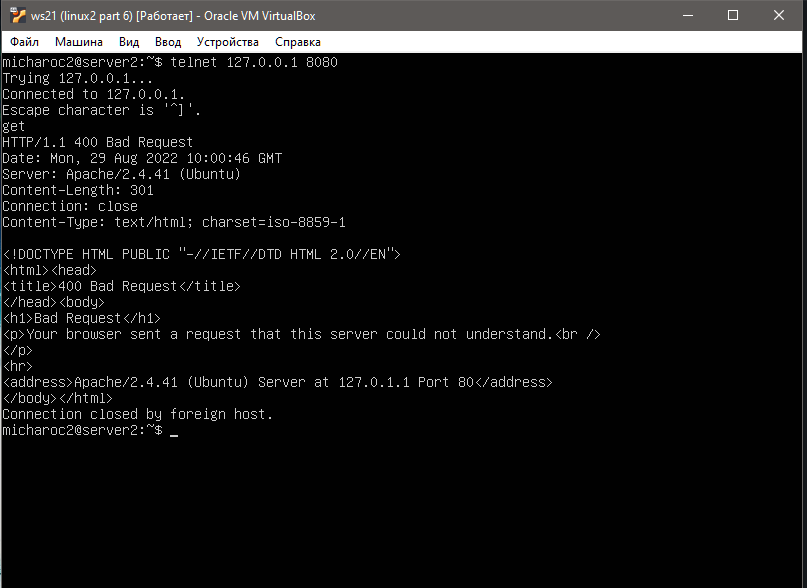 ws21 (linux2 part 6) [Работает] - Oracle VM VirtualBox
Файл Машина Вид Ввод Устройства Справка
micharoc2@server2:~$ telnet 127.0.0.1 8080
Trying 127.0.0.1...
Connected to 127.0.0.1.
Escape character is '^]'.
get
HTTP/1.1 400 Bad Request
Date: Mon, 29 Aug 2022 10:00:46 GMT
Server: Apache/2.4.41 (Ubuntu)
Content-Length: 301
Connection: close
Content-Type: text/html; charset=iso-8859-1

<!DOCTYPE HTML PUBLIC "-//IETF//DTD HTML 2.0//EN">
<html><head>
<title>400 Bad Request</title>
</head><body>
<h1>Bad Request</h1>
<p>Your browser sent a request that this server could not understand.<br />
</p>
<hr>
<address>Apache/2.4.41 (Ubuntu) Server at 127.0.1.1 Port 80</address>
</body></html>
Connection closed by foreign host.
micharoc2@server2:~$ _